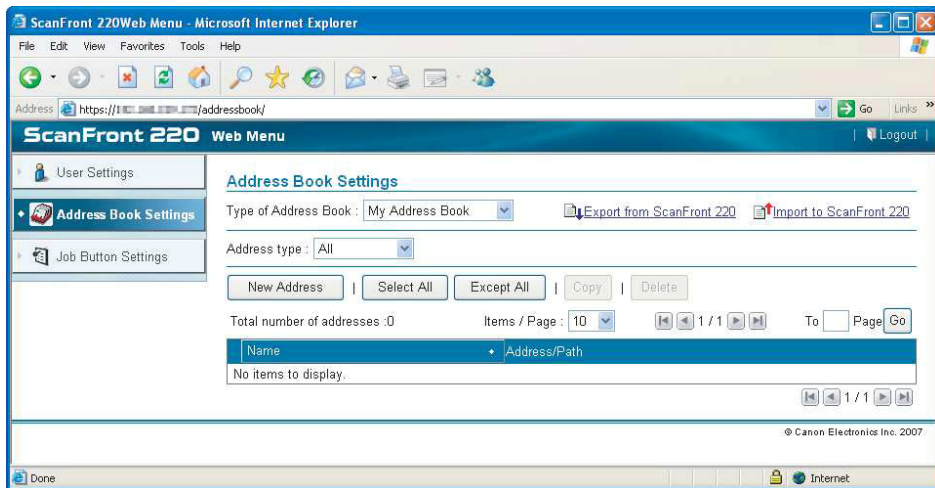 ScanFront 220Web Menu - Microsoft Internet Explorer
File Edit View Favorites Tools Help
Address https:// /addressbook/ Go Links »
ScanFront 220 Web Menu | Logout |
User Settings
Address Book Settings
Job Button Settings
Address Book Settings
Type of Address Book : My Address Book Export from ScanFront 220 Import to ScanFront 220
Address type : All
New Address | Select All Except All | Copy | Delete
Total number of addresses :0 Items / Page : 10 1 / 1 To Page Go
Name Address/Path
No items to display.
1 / 1
© Canon Electronics Inc. 2007
Done Internet